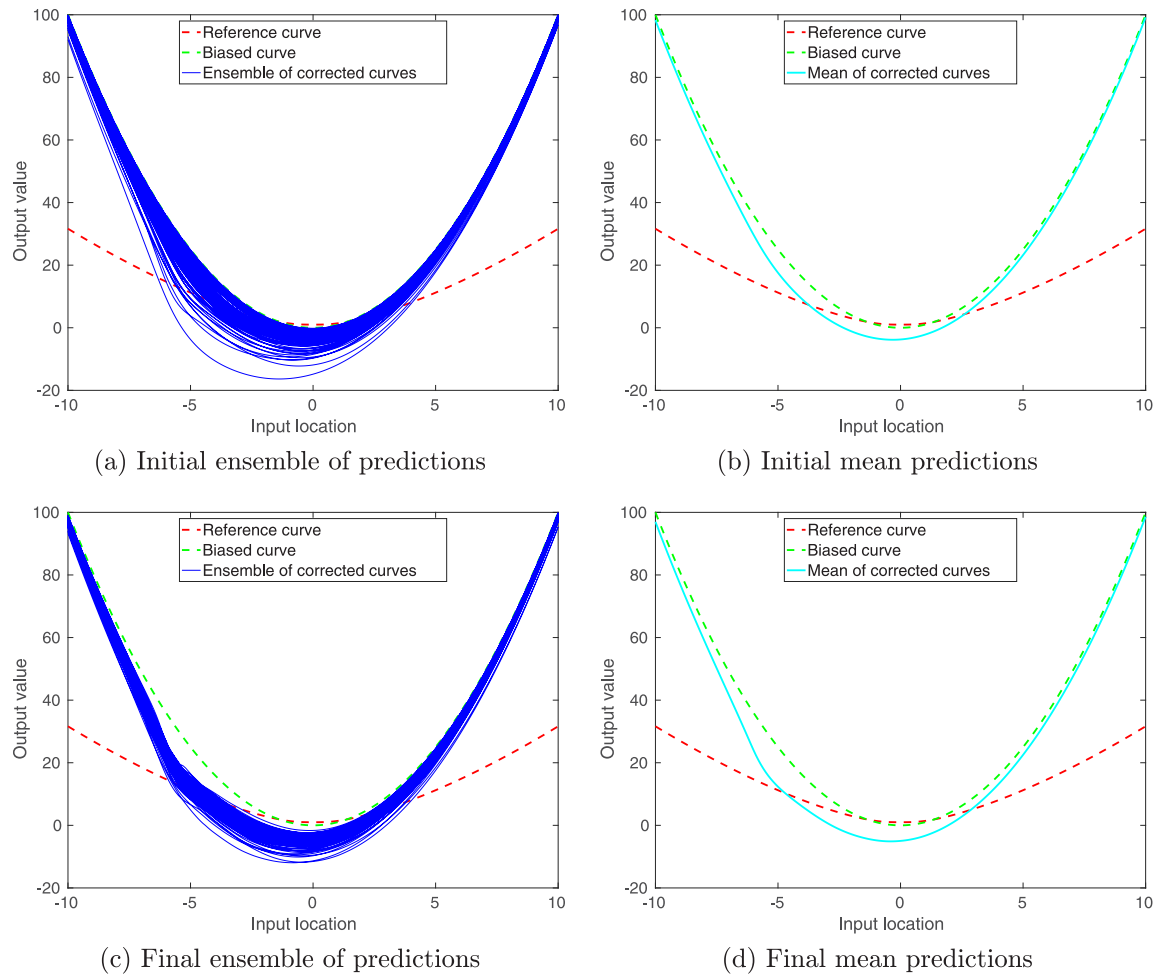 Reference curve
Biased curve
Ensemble of corrected curves
Output value
100
80
60
40
20
0
-20
-10
-5
0
5
10
Input location
(a) Initial ensemble of predictions
Reference curve
Biased curve
Mean of corrected curves
Output value
100
80
60
40
20
0
-20
-10
-5
0
5
10
Input location
(b) Initial mean predictions
Reference curve
Biased curve
Ensemble of corrected curves
Output value
100
80
60
40
20
0
-20
-10
-5
0
5
10
Input location
(c) Final ensemble of predictions
Reference curve
Biased curve
Mean of corrected curves
Output value
100
80
60
40
20
0
-20
-10
-5
0
5
10
Input location
(d) Final mean predictions